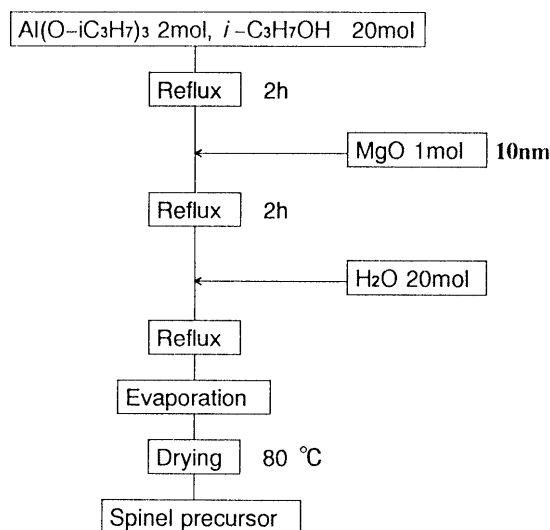 Al(O-iC₃H₇)₃ 2mol, i-C₃H₇OH 20mol
Reflux 2h
MgO 1mol 10nm
Reflux 2h
H₂O 20mol
Reflux
Evaporation
Drying 80 ℃
Spinel precursor